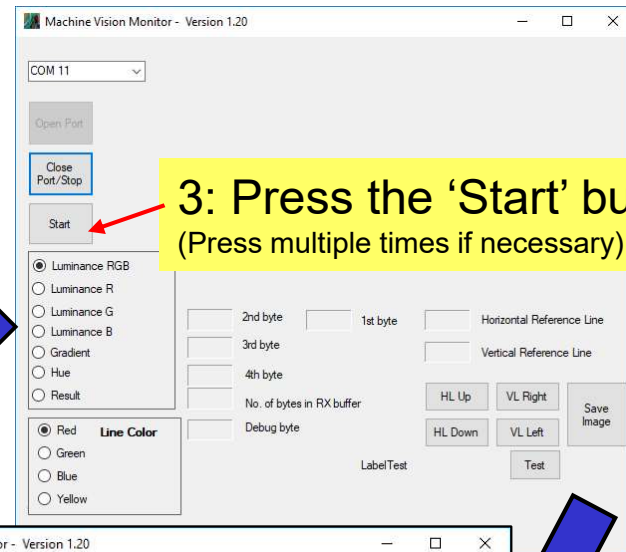 Machine Vision Monitor - Version 1.20
COM 11
Open Port
Close
Port/Stop
Start
3: Press the ‘Start’ bu
(Press multiple times if necessary)
Luminance RGB
Luminance R
Luminance G
Luminance B
Gradient
Hue
Result
2nd byte
1st byte
Horizontal Reference Line
3rd byte
Vertical Reference Line
4th byte
No. of bytes in RX buffer
HL Up
VL Right
Save
Image
Debug byte
HL Down
VL Left
LabelTest
Test
Red
Line Color
Green
Blue
Yellow
or - Version 1.20